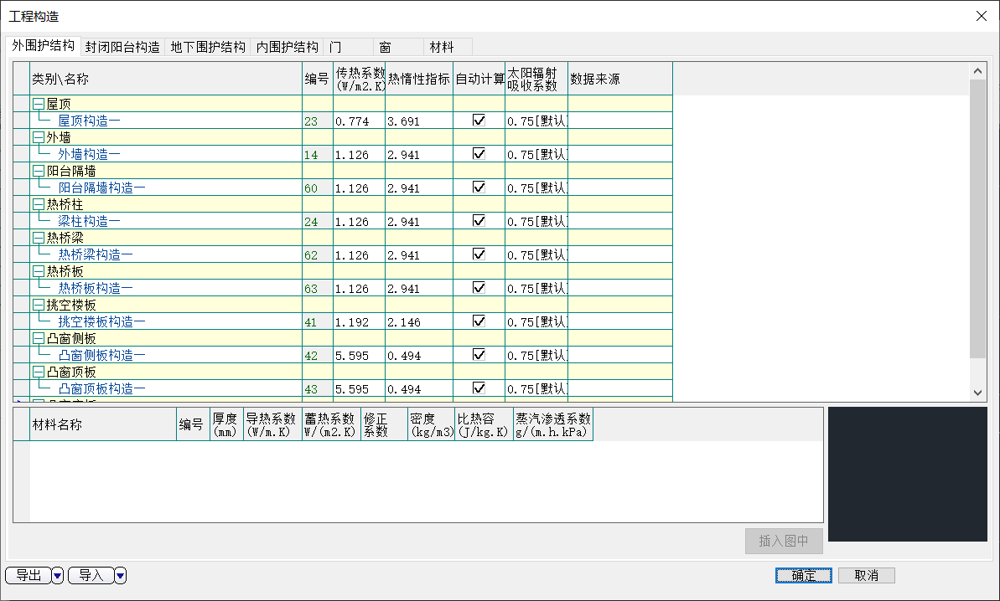 工程构造
外围护结构 封闭阳台构造 地下围护结构 内围护结构 门 窗 材料
类别\名称 编号 传热系数 (W/m2.K) 热惰性指标 自动计算 太阳辐射 吸收系数 数据来源
屋顶
屋顶构造一 23 0.774 3.691 0.75[默认]
外墙
外墙构造一 14 1.126 2.941 0.75[默认]
阳台隔墙
阳台隔墙构造一 60 1.126 2.941 0.75[默认]
热桥柱
梁柱构造一 24 1.126 2.941 0.75[默认]
热桥梁
热桥梁构造一 62 1.126 2.941 0.75[默认]
热桥板
热桥板构造一 63 1.126 2.941 0.75[默认]
挑空楼板
挑空楼板构造一 41 1.192 2.146 0.75[默认]
凸窗侧板
凸窗侧板构造一 42 5.595 0.494 0.75[默认]
凸窗顶板
凸窗顶板构造一 43 5.595 0.494 0.75[默认]
材料名称 编号 厚度 (mm) 导热系数 (W/m.K) 蓄热系数 W/(m2.K) 修正 系数 密度 (kg/m3) 比热容 (J/kg.K) 蒸汽渗透系数 g/(m.h.kPa)
插入图中
导出 导入 确定 取消